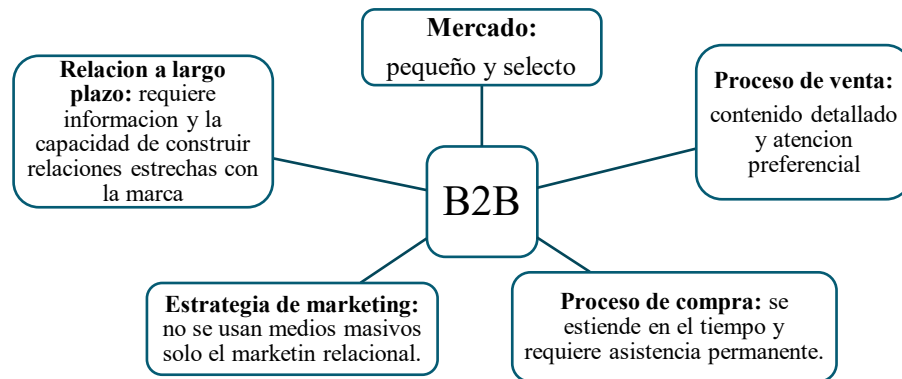 Mercado:
pequeño y selecto
Relacion a largo
plazo: requiere
informacion y la
capacidad de construir
relaciones estrechas con
la marca
Proceso de venta:
contenido detallado
y atencion
preferencial
B2B
Estrategia de marketing:
no se usan medios masivos
solo el marketin relacional.
Proceso de compra: se
estiende en el tiempo y
requiere asistencia permanente.